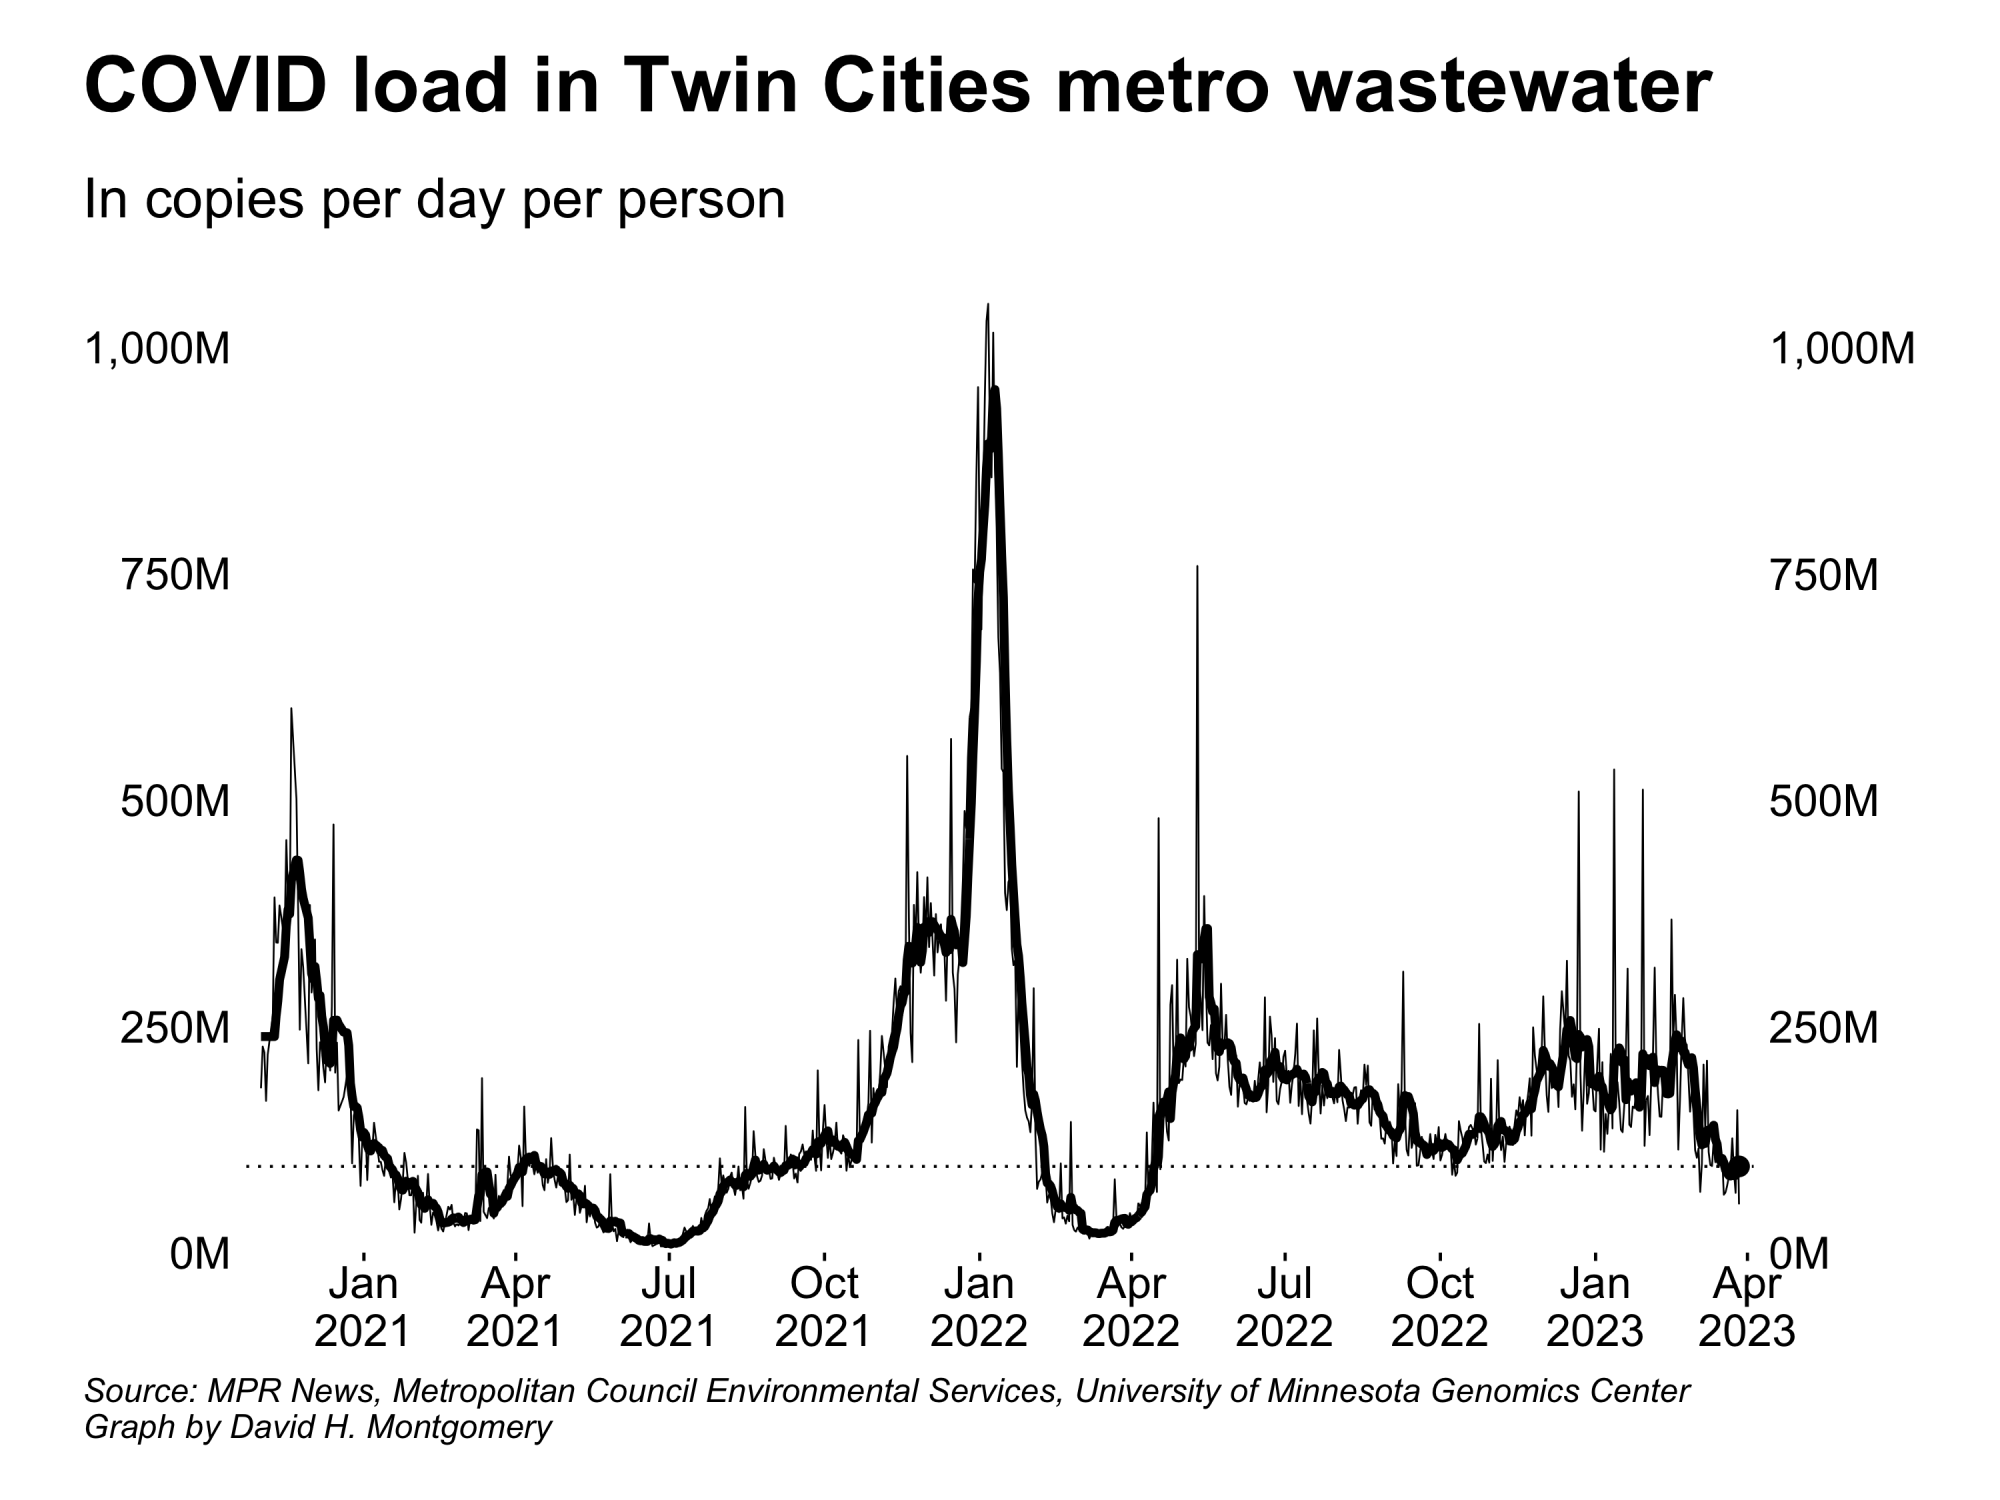 COVID load in Twin Cities metro wastewater
In copies per day per person
1,000M 1,000M
750M 750M
500M 500M
250M 250M
0M 0M
Jan Apr Jul Oct Jan Apr Jul Oct Jan Apr
2021 2021 2021 2021 2022 2022 2022 2022 2023 2023
Source: MPR News, Metropolitan Council Environmental Services, University of Minnesota Genomics Center
Graph by David H. Montgomery